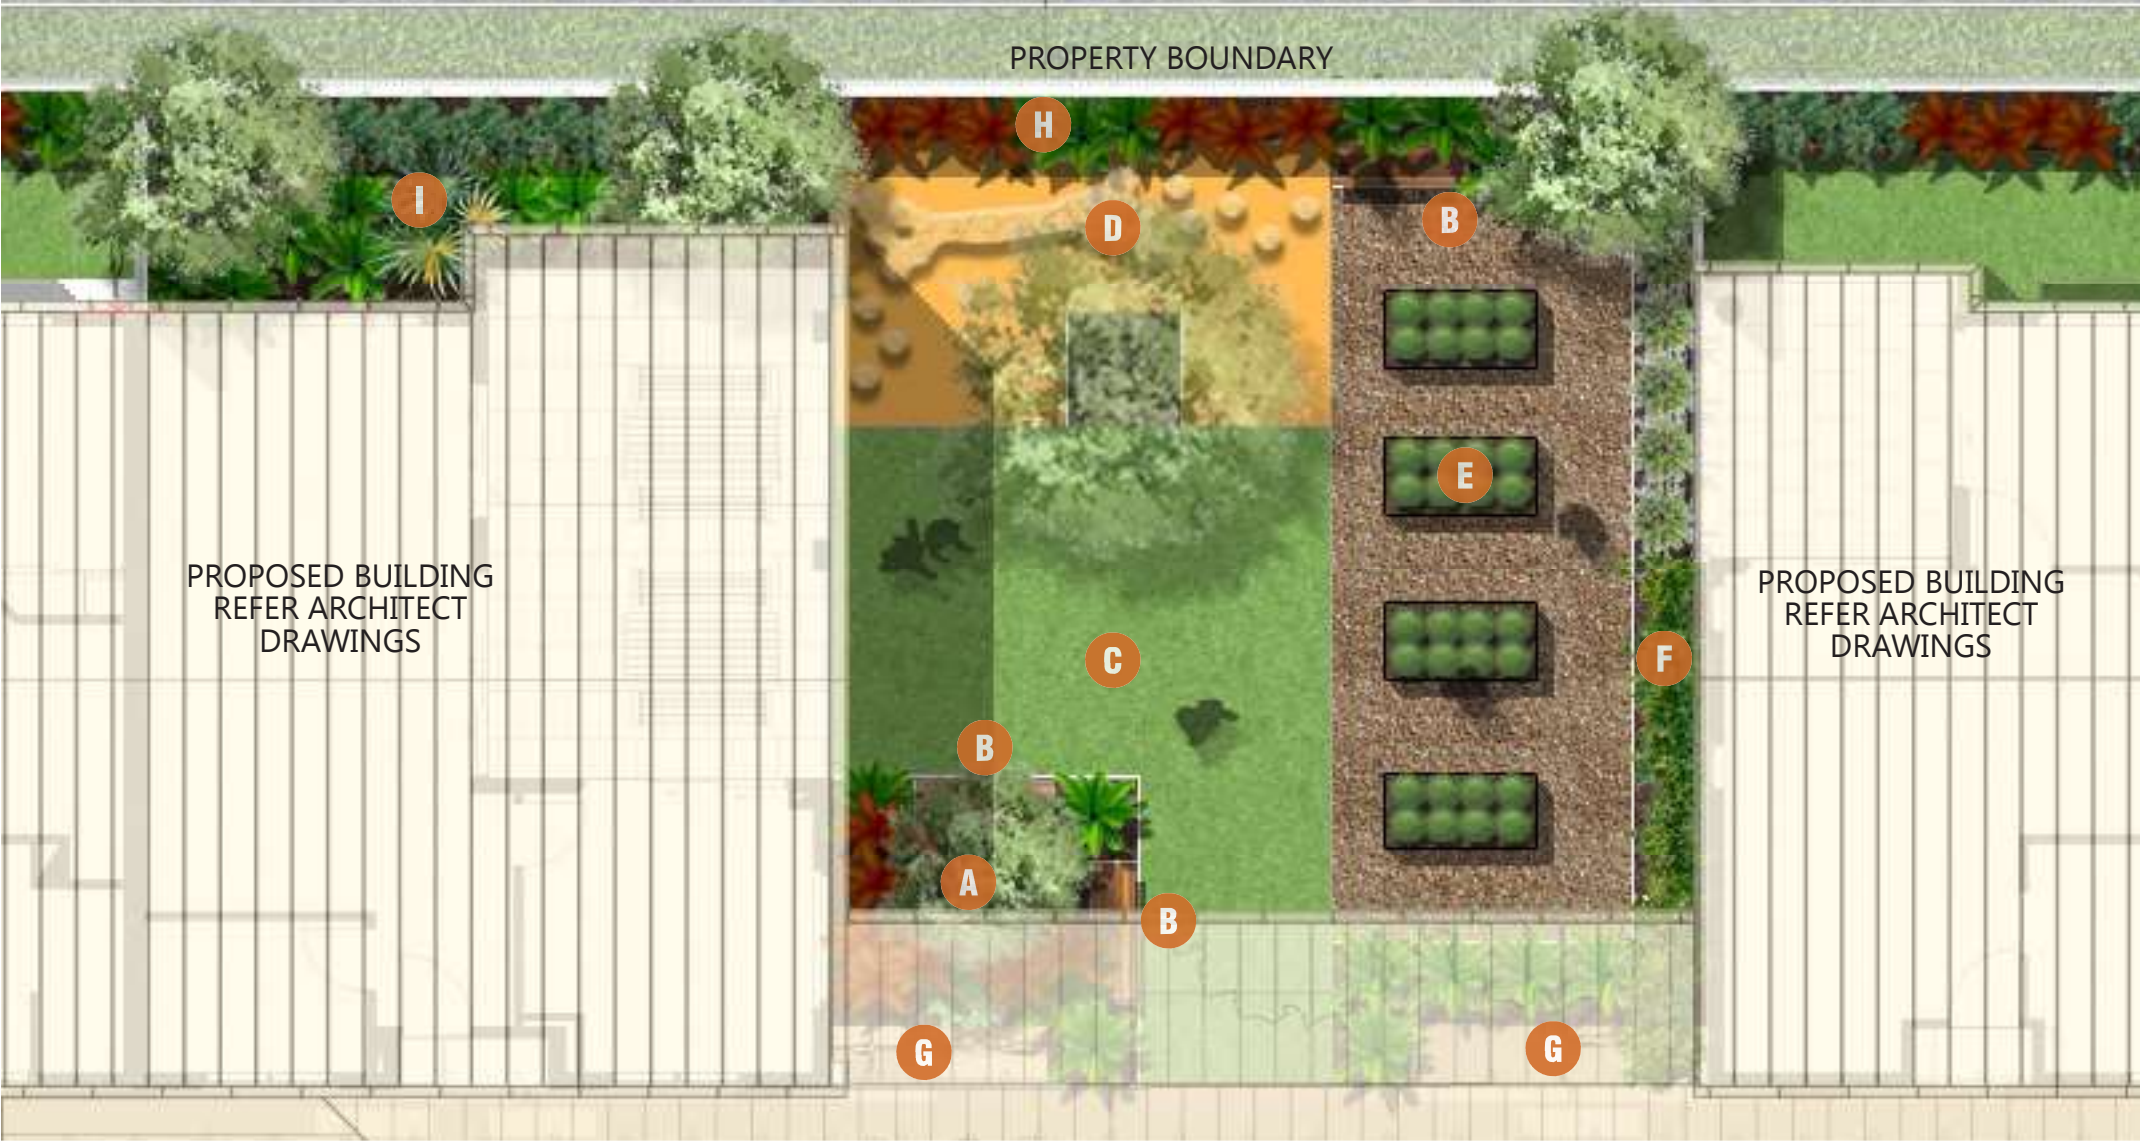 PROPERTY BOUNDARY
H
I
B
D
E
PROPOSED BUILDING
REFER ARCHITECT
DRAWINGS
PROPOSED BUILDING
REFER ARCHITECT
DRAWINGS
C
F
B
A
B
G
G